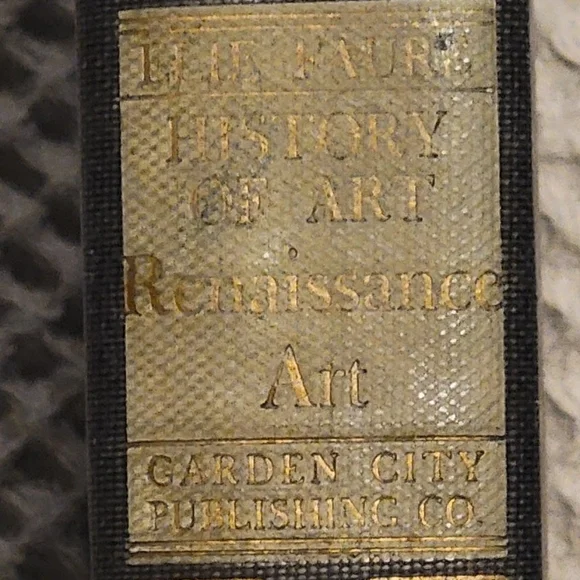 ELIE FAURE
HISTORY
OF ART
Renaissance
Art
GARDEN CITY
PUBLISHING CO.